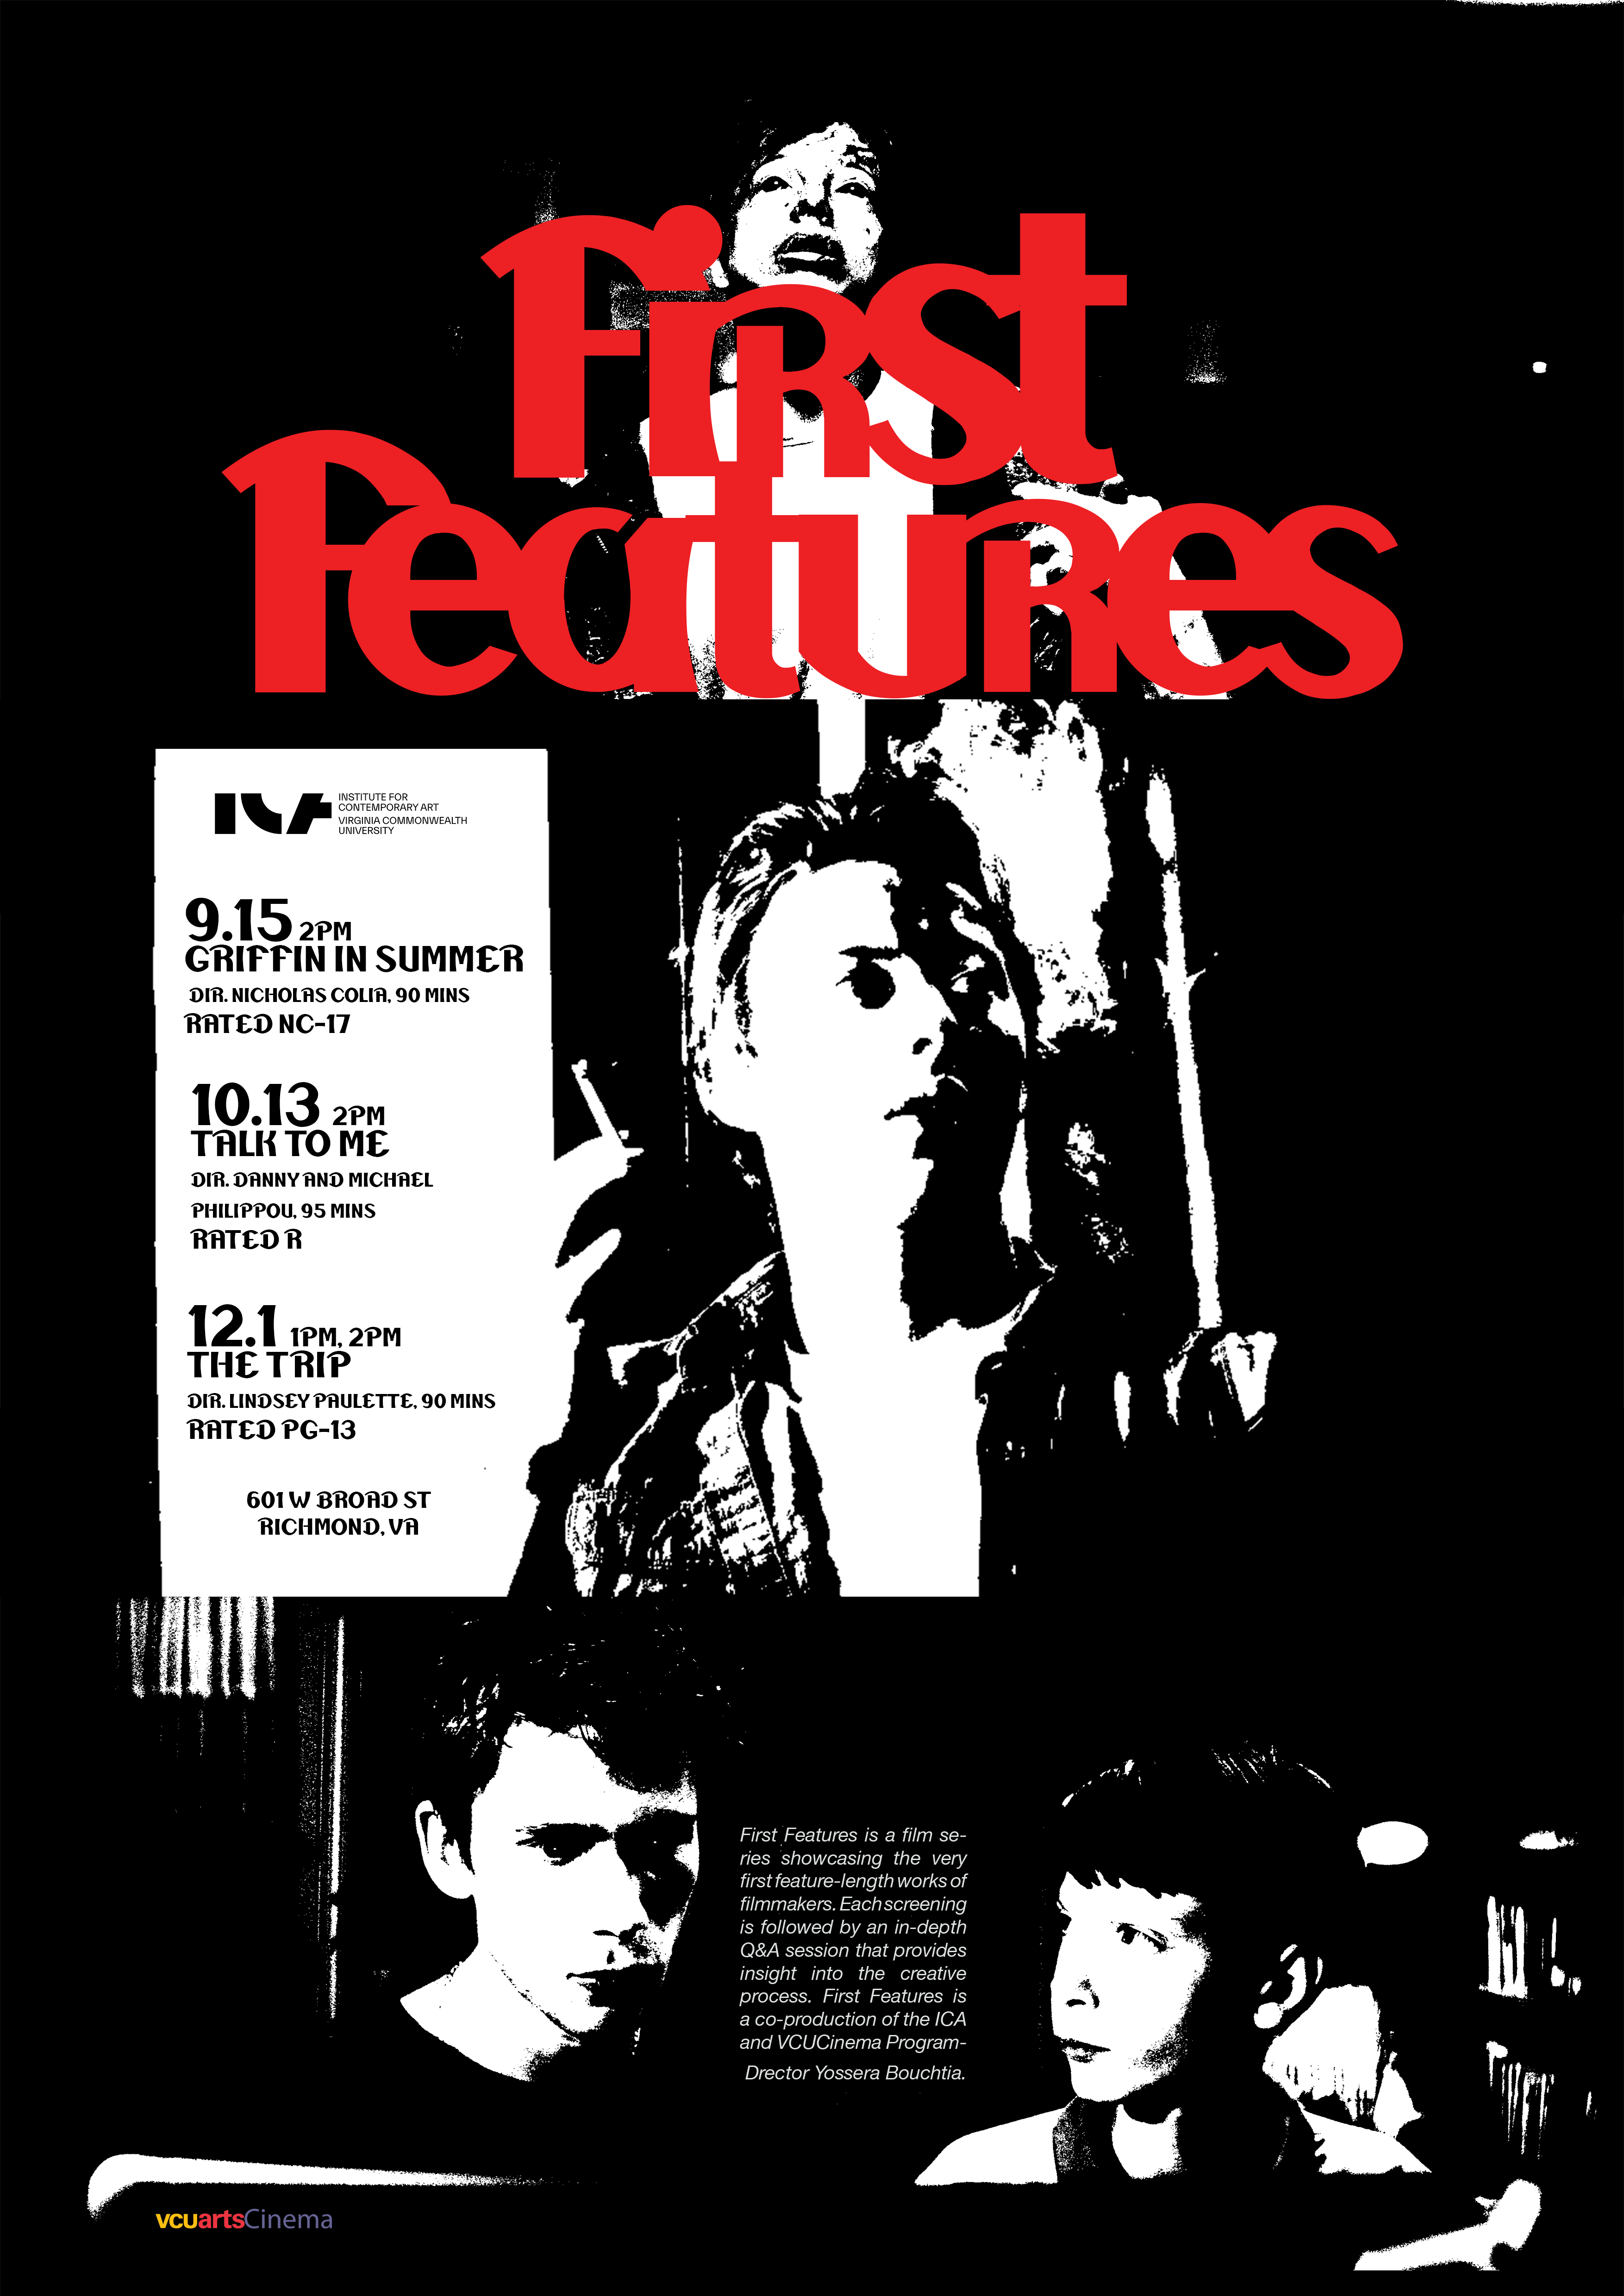 First
Features
ICA
INSTITUTE FOR
CONTEMPORARY ART
VIRGINIA COMMONWEALTH
UNIVERSITY
9.15 2PM
GRIFFIN IN SUMMER
DIR. NICHOLAS COLIA, 90 MINS
RATED NC-17
10.13 2PM
TALK TO ME
DIR. DANNY AND MICHAEL
PHILIPPOU, 95 MINS
RATED R
12.1 1PM, 2PM
THE TRIP
DIR. LINDSEY PAULETTE, 90 MINS
RATED PG-13
601 W BROAD ST
RICHMOND, VA
First Features is a film se-
ries showcasing the very
first feature-length works of
filmmakers. Each screening
is followed by an in-depth
Q&A session that provides
insight into the creative
process. First Features is
a co-production of the ICA
and VCUCinema Program-
Drector Yossera Bouchtia.
vcuartsCinema